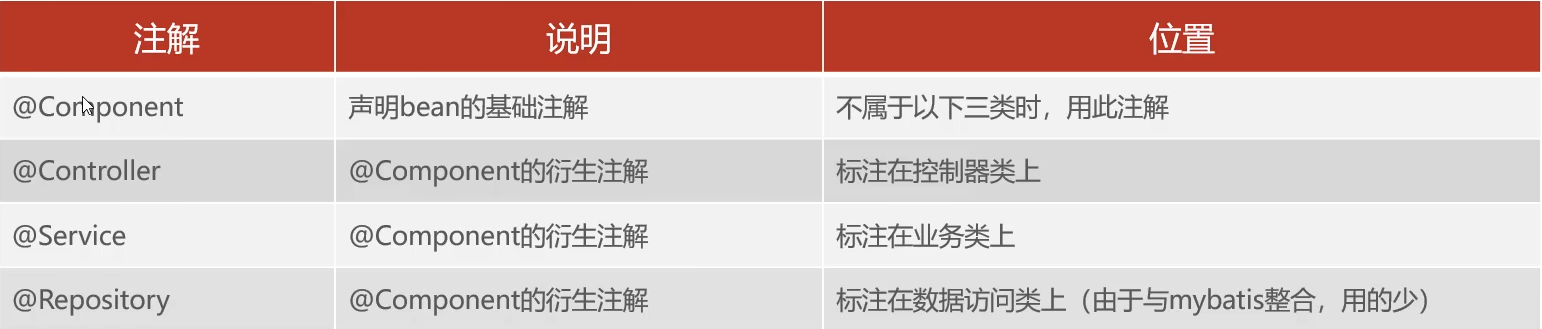 注解 说明 位置
@Component 声明bean的基础注解 不属于以下三类时，用此注解
@Controller @Component的衍生注解 标注在控制器类上
@Service @Component的衍生注解 标注在业务类上
@Repository @Component的衍生注解 标注在数据访问类上（由于与mybatis整合，用的少）